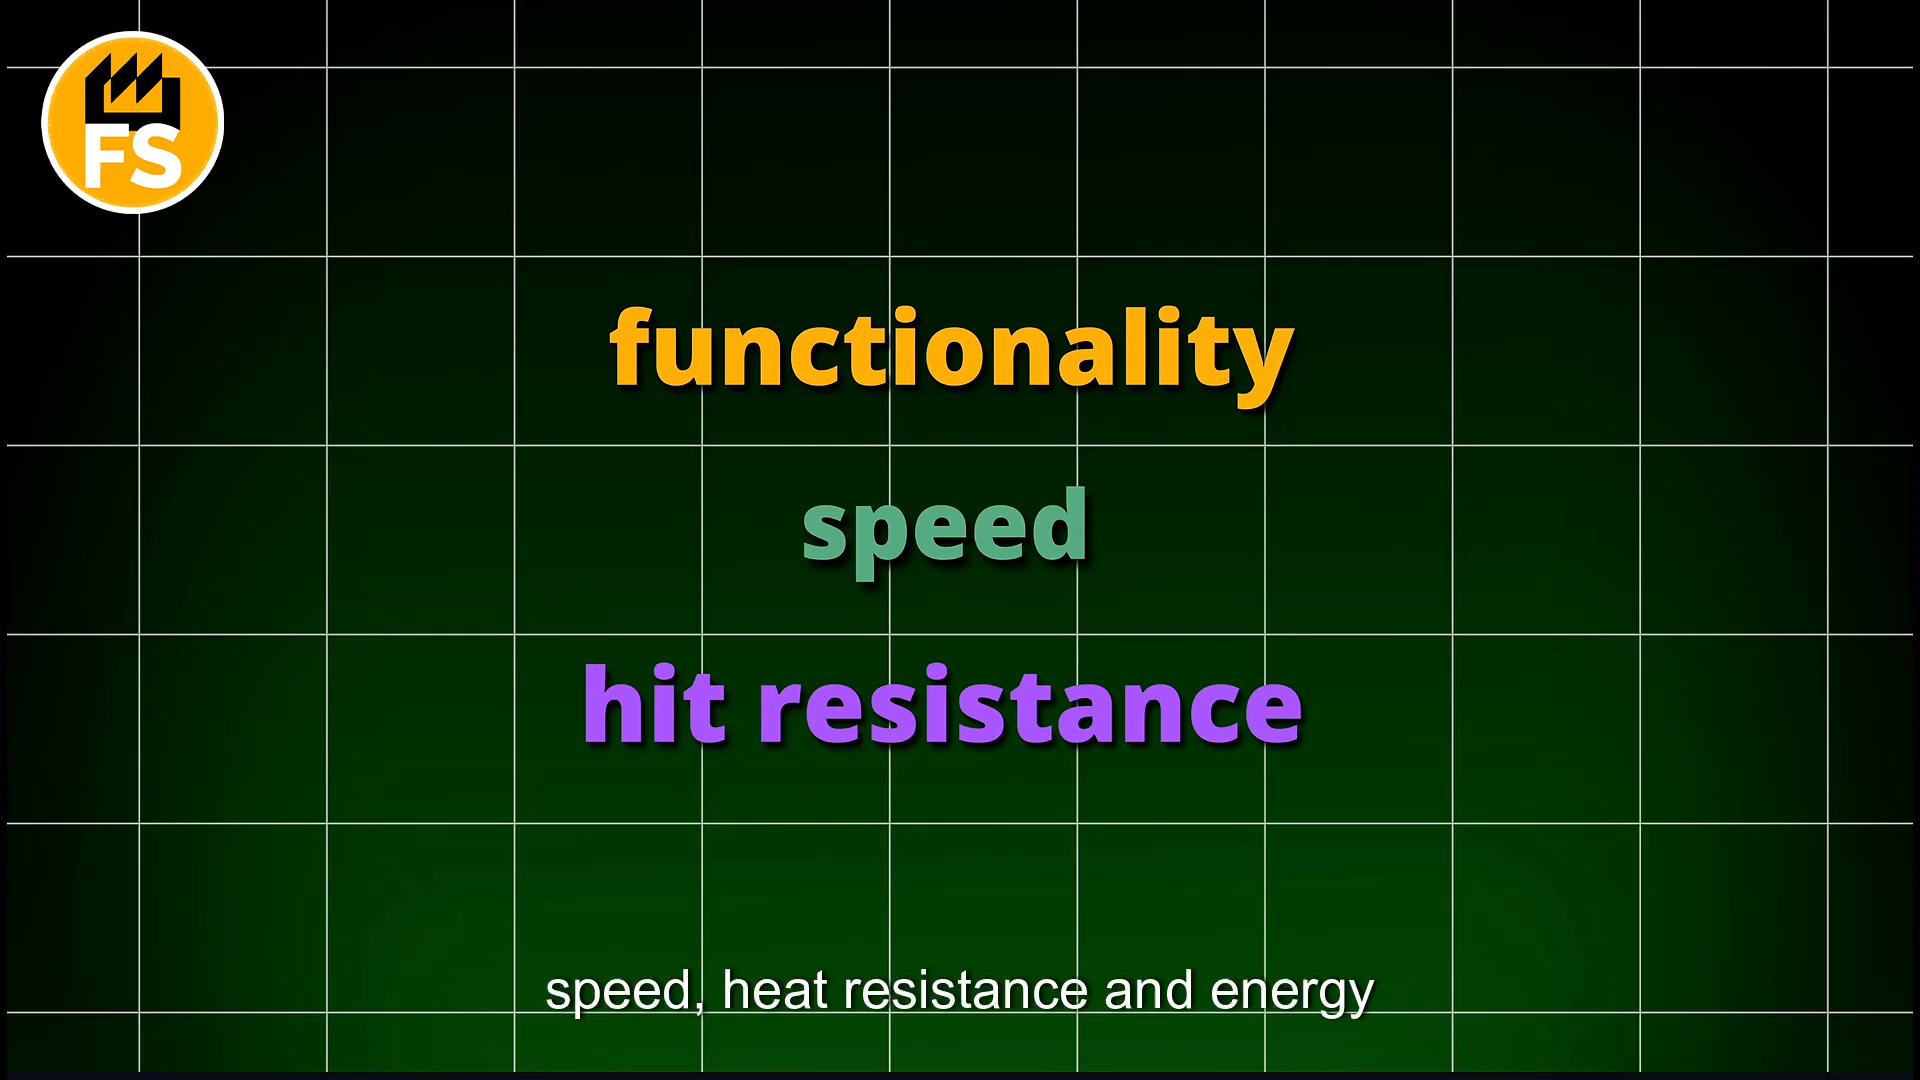 FS
functionality
speed
hit resistance
speed, heat resistance and energy